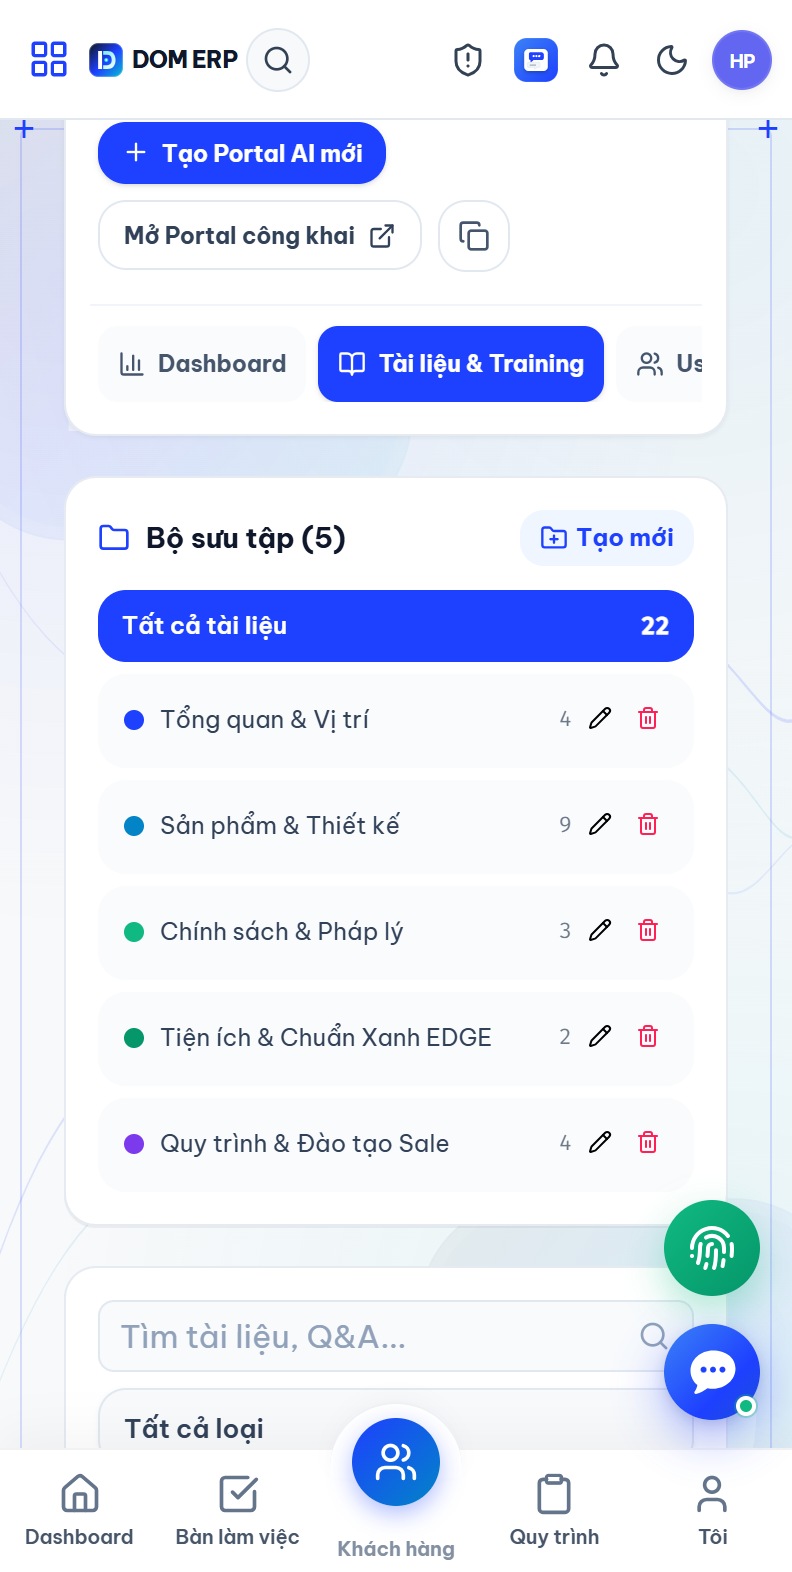 DOM ERP
HP
Tạo Portal AI mới
Mở Portal công khai
Dashboard
Tài liệu & Training
Us
Bộ sưu tập (5)
Tạo mới
Tất cả tài liệu
22
Tổng quan & Vị trí
4
Sản phẩm & Thiết kế
9
Chính sách & Pháp lý
3
Tiện ích & Chuẩn Xanh EDGE
2
Quy trình & Đào tạo Sale
4
Tìm tài liệu, Q&A...
Tất cả loại
Dashboard
Bàn làm việc
Khách hàng
Quy trình
Tôi